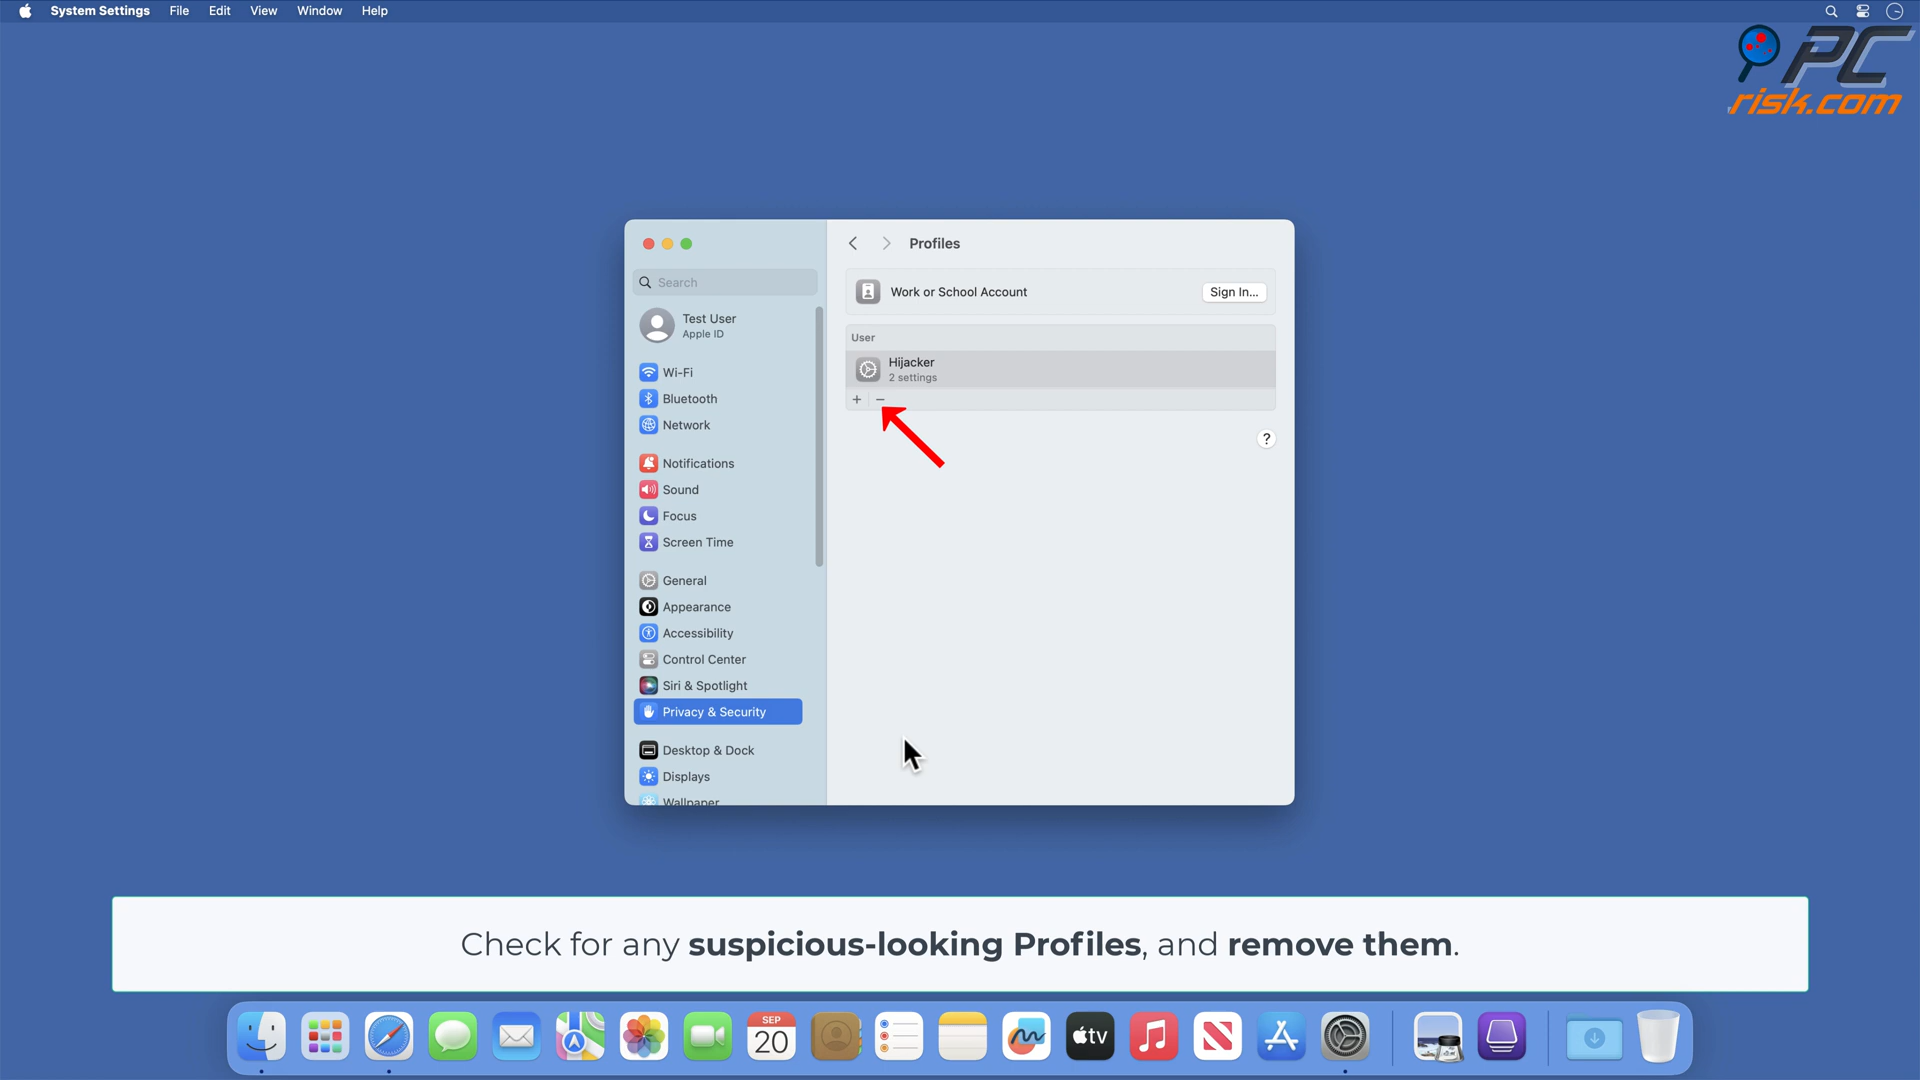 System Settings File Edit View Window Help
PC
risk.com
Profiles
Search
Work or School Account Sign In...
Test User
Apple ID
User
Hijacker
2 settings
+ −
?
Wi-Fi
Bluetooth
Network
Notifications
Sound
Focus
Screen Time
General
Appearance
Accessibility
Control Center
Siri & Spotlight
Privacy & Security
Desktop & Dock
Displays
Wallpaper
Check for any suspicious-looking Profiles, and remove them.
SEP
20
tv